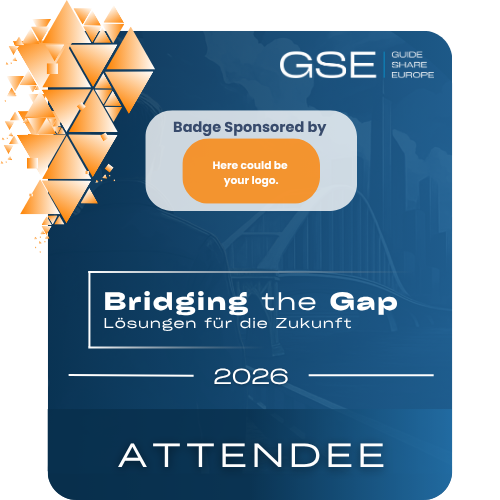 GSE
GUIDE
SHARE
EUROPE
Badge Sponsored by
Here could be
your logo.
Bridging the Gap
Lösungen für die Zukunft
2026
ATTENDEE